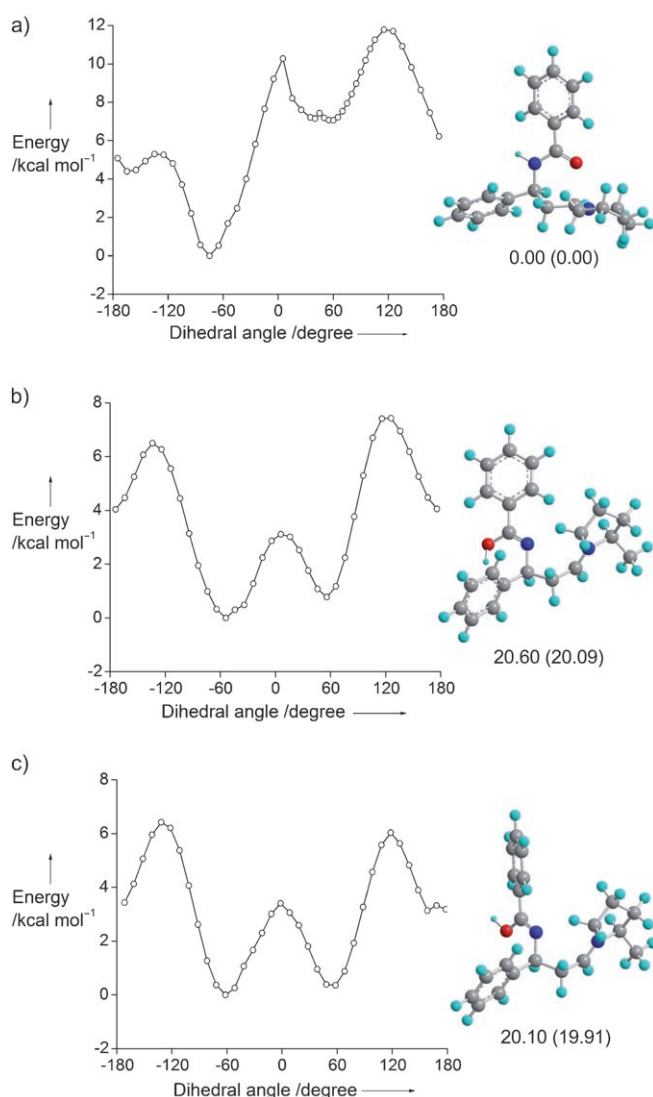 a)
12
10
8
Energy
/kcal mol⁻¹
6
4
2
0
-2
-180 -120 -60 0 60 120 180
Dihedral angle /degree
0.00 (0.00)
b)
8
6
Energy
/kcal mol⁻¹
4
2
0
-2
-180 -120 -60 0 60 120 180
Dihedral angle /degree
20.60 (20.09)
c)
8
6
Energy
/kcal mol⁻¹
4
2
0
-2
-180 -120 -60 0 60 120 180
Dihedral angle /degree
20.10 (19.91)